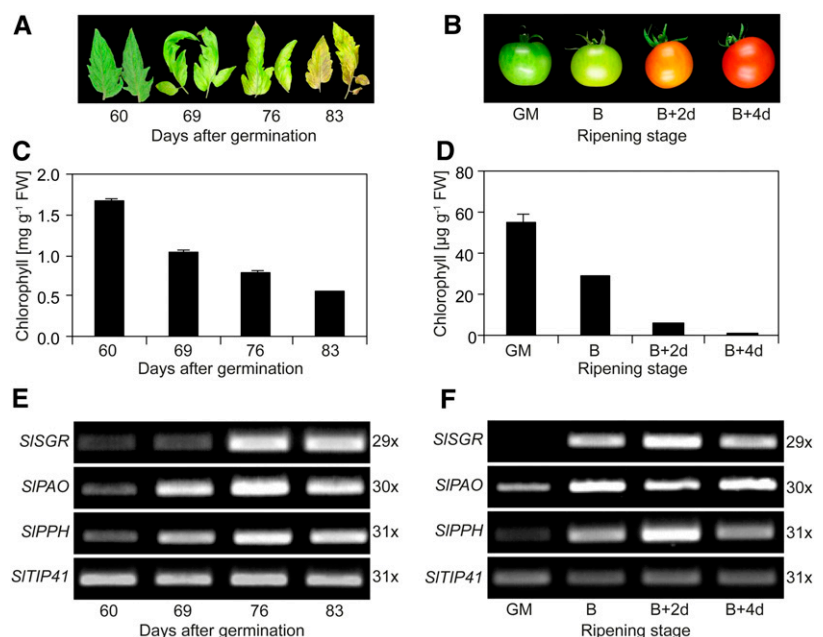 A
60 69 76 83
Days after germination
B
GM B B+2d B+4d
Ripening stage
C
Chlorophyll [mg g⁻¹ FW]
2.0
1.5
1.0
0.5
0.0
60 69 76 83
Days after germination
D
Chlorophyll [µg g⁻¹ FW]
80
60
40
20
0
GM B B+2d B+4d
Ripening stage
E
SlSGR 29x
SlPAO 30x
SlPPH 31x
SlTIP41 31x
60 69 76 83
Days after germination
F
SlSGR 29x
SlPAO 30x
SlPPH 31x
SlTIP41 31x
GM B B+2d B+4d
Ripening stage